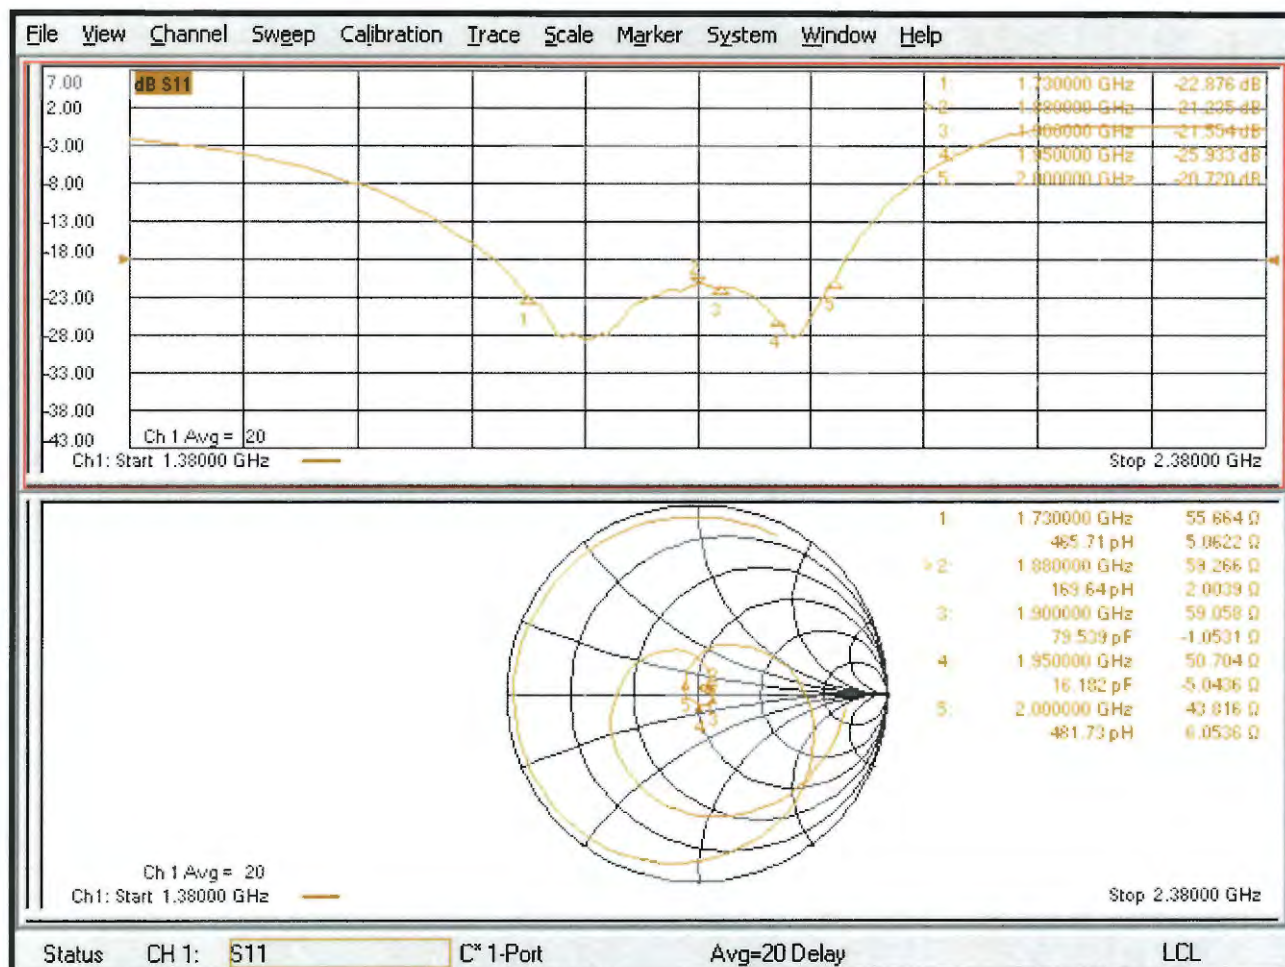 File View Channel Sweep Calibration Trace Scale Marker System Window Help
7.00 dB S11 1: 1.730000 GHz -22.876 dB
2.00 >2: 1.880000 GHz -21.235 dB
-3.00 3: 1.900000 GHz -21.554 dB
4: 1.950000 GHz -25.933 dB
-8.00 5: 2.000000 GHz -20.720 dB
-13.00
-18.00
2
-23.00
1 3 5
4
-28.00
-33.00
-38.00
-43.00 Ch 1 Avg = 20
Ch1: Start 1.38000 GHz Stop 2.38000 GHz
1: 1.730000 GHz 55.664 Ω
465.71 pH 5.0622 Ω
>2: 1.880000 GHz 59.266 Ω
169.64 pH 2.0039 Ω
3: 1.900000 GHz 59.058 Ω
79.539 pF -1.0531 Ω
4: 1.950000 GHz 50.704 Ω
16.182 pF -5.0436 Ω
5: 2.000000 GHz 43.816 Ω
481.73 pH 6.0536 Ω
5
3
4
Ch 1 Avg = 20
Ch1: Start 1.38000 GHz Stop 2.38000 GHz
Status CH 1: S11 C* 1-Port Avg=20 Delay LCL